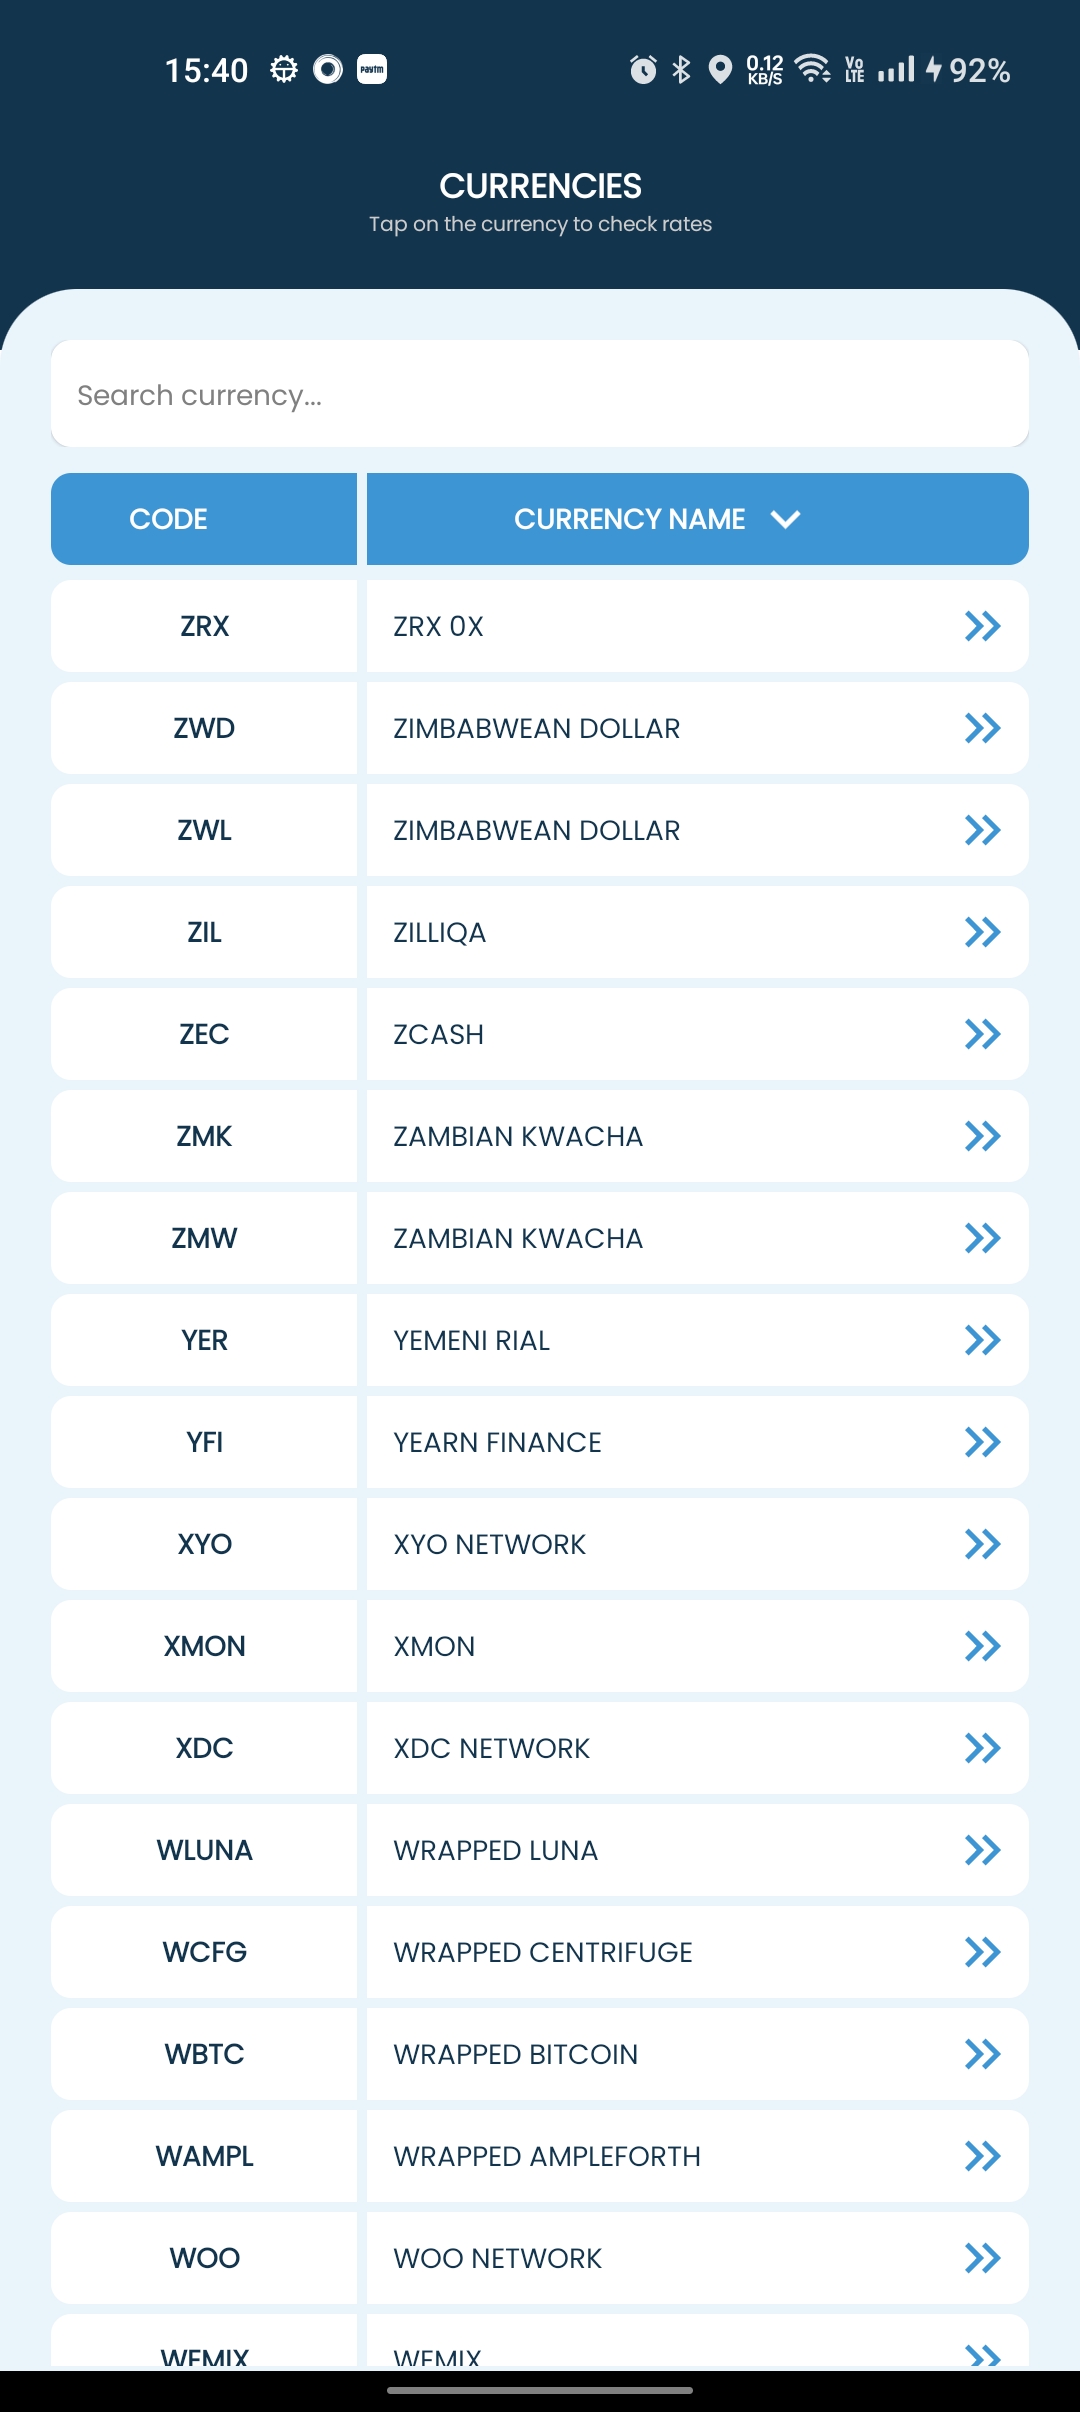 15:40 paytm 0.12 KB/S Vo LTE 92%
CURRENCIES
Tap on the currency to check rates
Search currency...
CODE CURRENCY NAME
ZRX ZRX 0X
ZWD ZIMBABWEAN DOLLAR
ZWL ZIMBABWEAN DOLLAR
ZIL ZILLIQA
ZEC ZCASH
ZMK ZAMBIAN KWACHA
ZMW ZAMBIAN KWACHA
YER YEMENI RIAL
YFI YEARN FINANCE
XYO XYO NETWORK
XMON XMON
XDC XDC NETWORK
WLUNA WRAPPED LUNA
WCFG WRAPPED CENTRIFUGE
WBTC WRAPPED BITCOIN
WAMPL WRAPPED AMPLEFORTH
WOO WOO NETWORK
WEMIX WEMIX